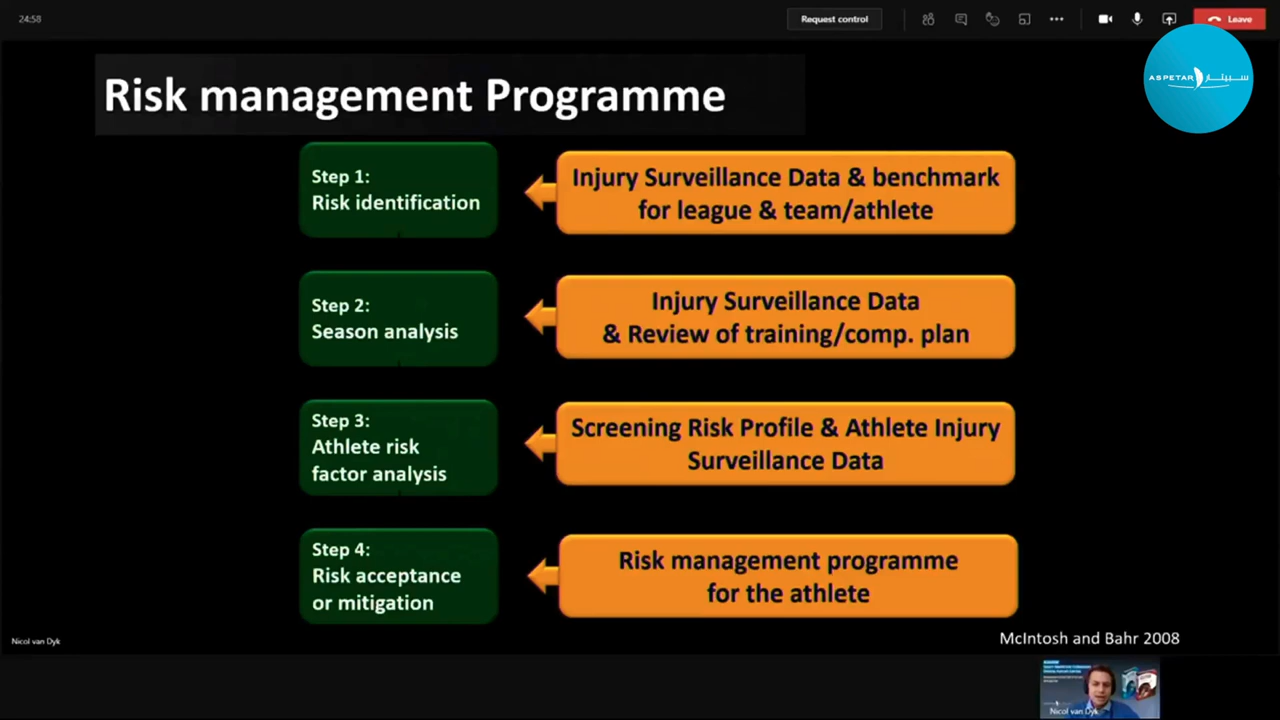 24:58
Request control
Leave
ASPETAR سبيتار
Risk management Programme
Step 1:
Risk identification
Injury Surveillance Data & benchmark
for league & team/athlete
Step 2:
Season analysis
Injury Surveillance Data
& Review of training/comp. plan
Step 3:
Athlete risk
factor analysis
Screening Risk Profile & Athlete Injury
Surveillance Data
Step 4:
Risk acceptance
or mitigation
Risk management programme
for the athlete
Nicol van Dyk
McIntosh and Bahr 2008
Nicol van Dyk